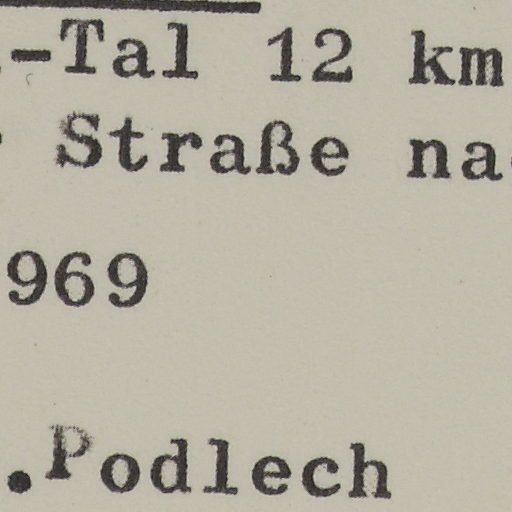 -Tal 12 km
Straße na
969
.Podlech